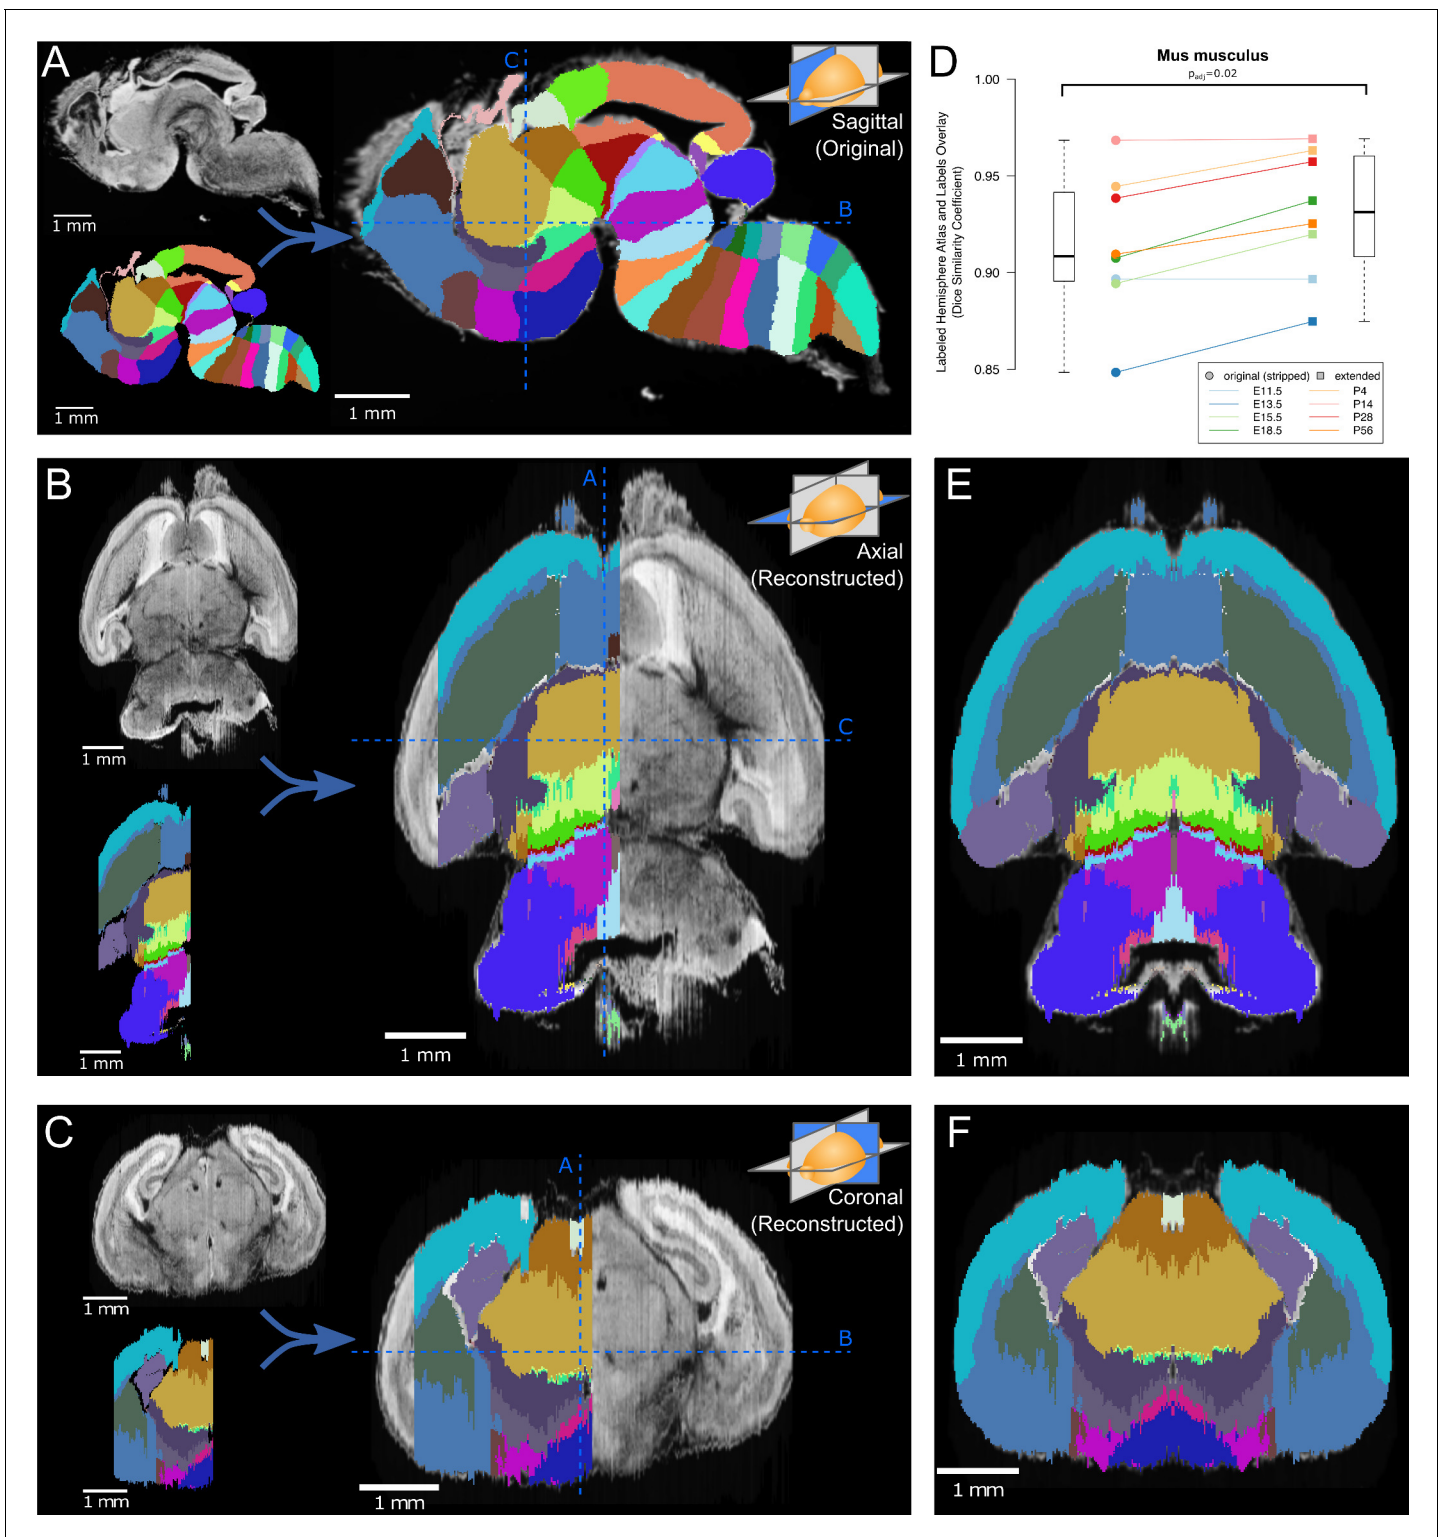 A
C
B
Sagittal
(Original)
1 mm
1 mm
1 mm
D
Mus musculus
padj=0.02
Labeled Hemisphere Atlas and Labels Overlay
(Dice Similarity Coefficient)
1.00
0.95
0.90
0.85
original (stripped) extended
E11.5 P4
E13.5 P14
E15.5 P28
E18.5 P56
B
A
C
Axial
(Reconstructed)
1 mm
1 mm
1 mm
E
1 mm
C
A
B
Coronal
(Reconstructed)
1 mm
1 mm
1 mm
F
1 mm